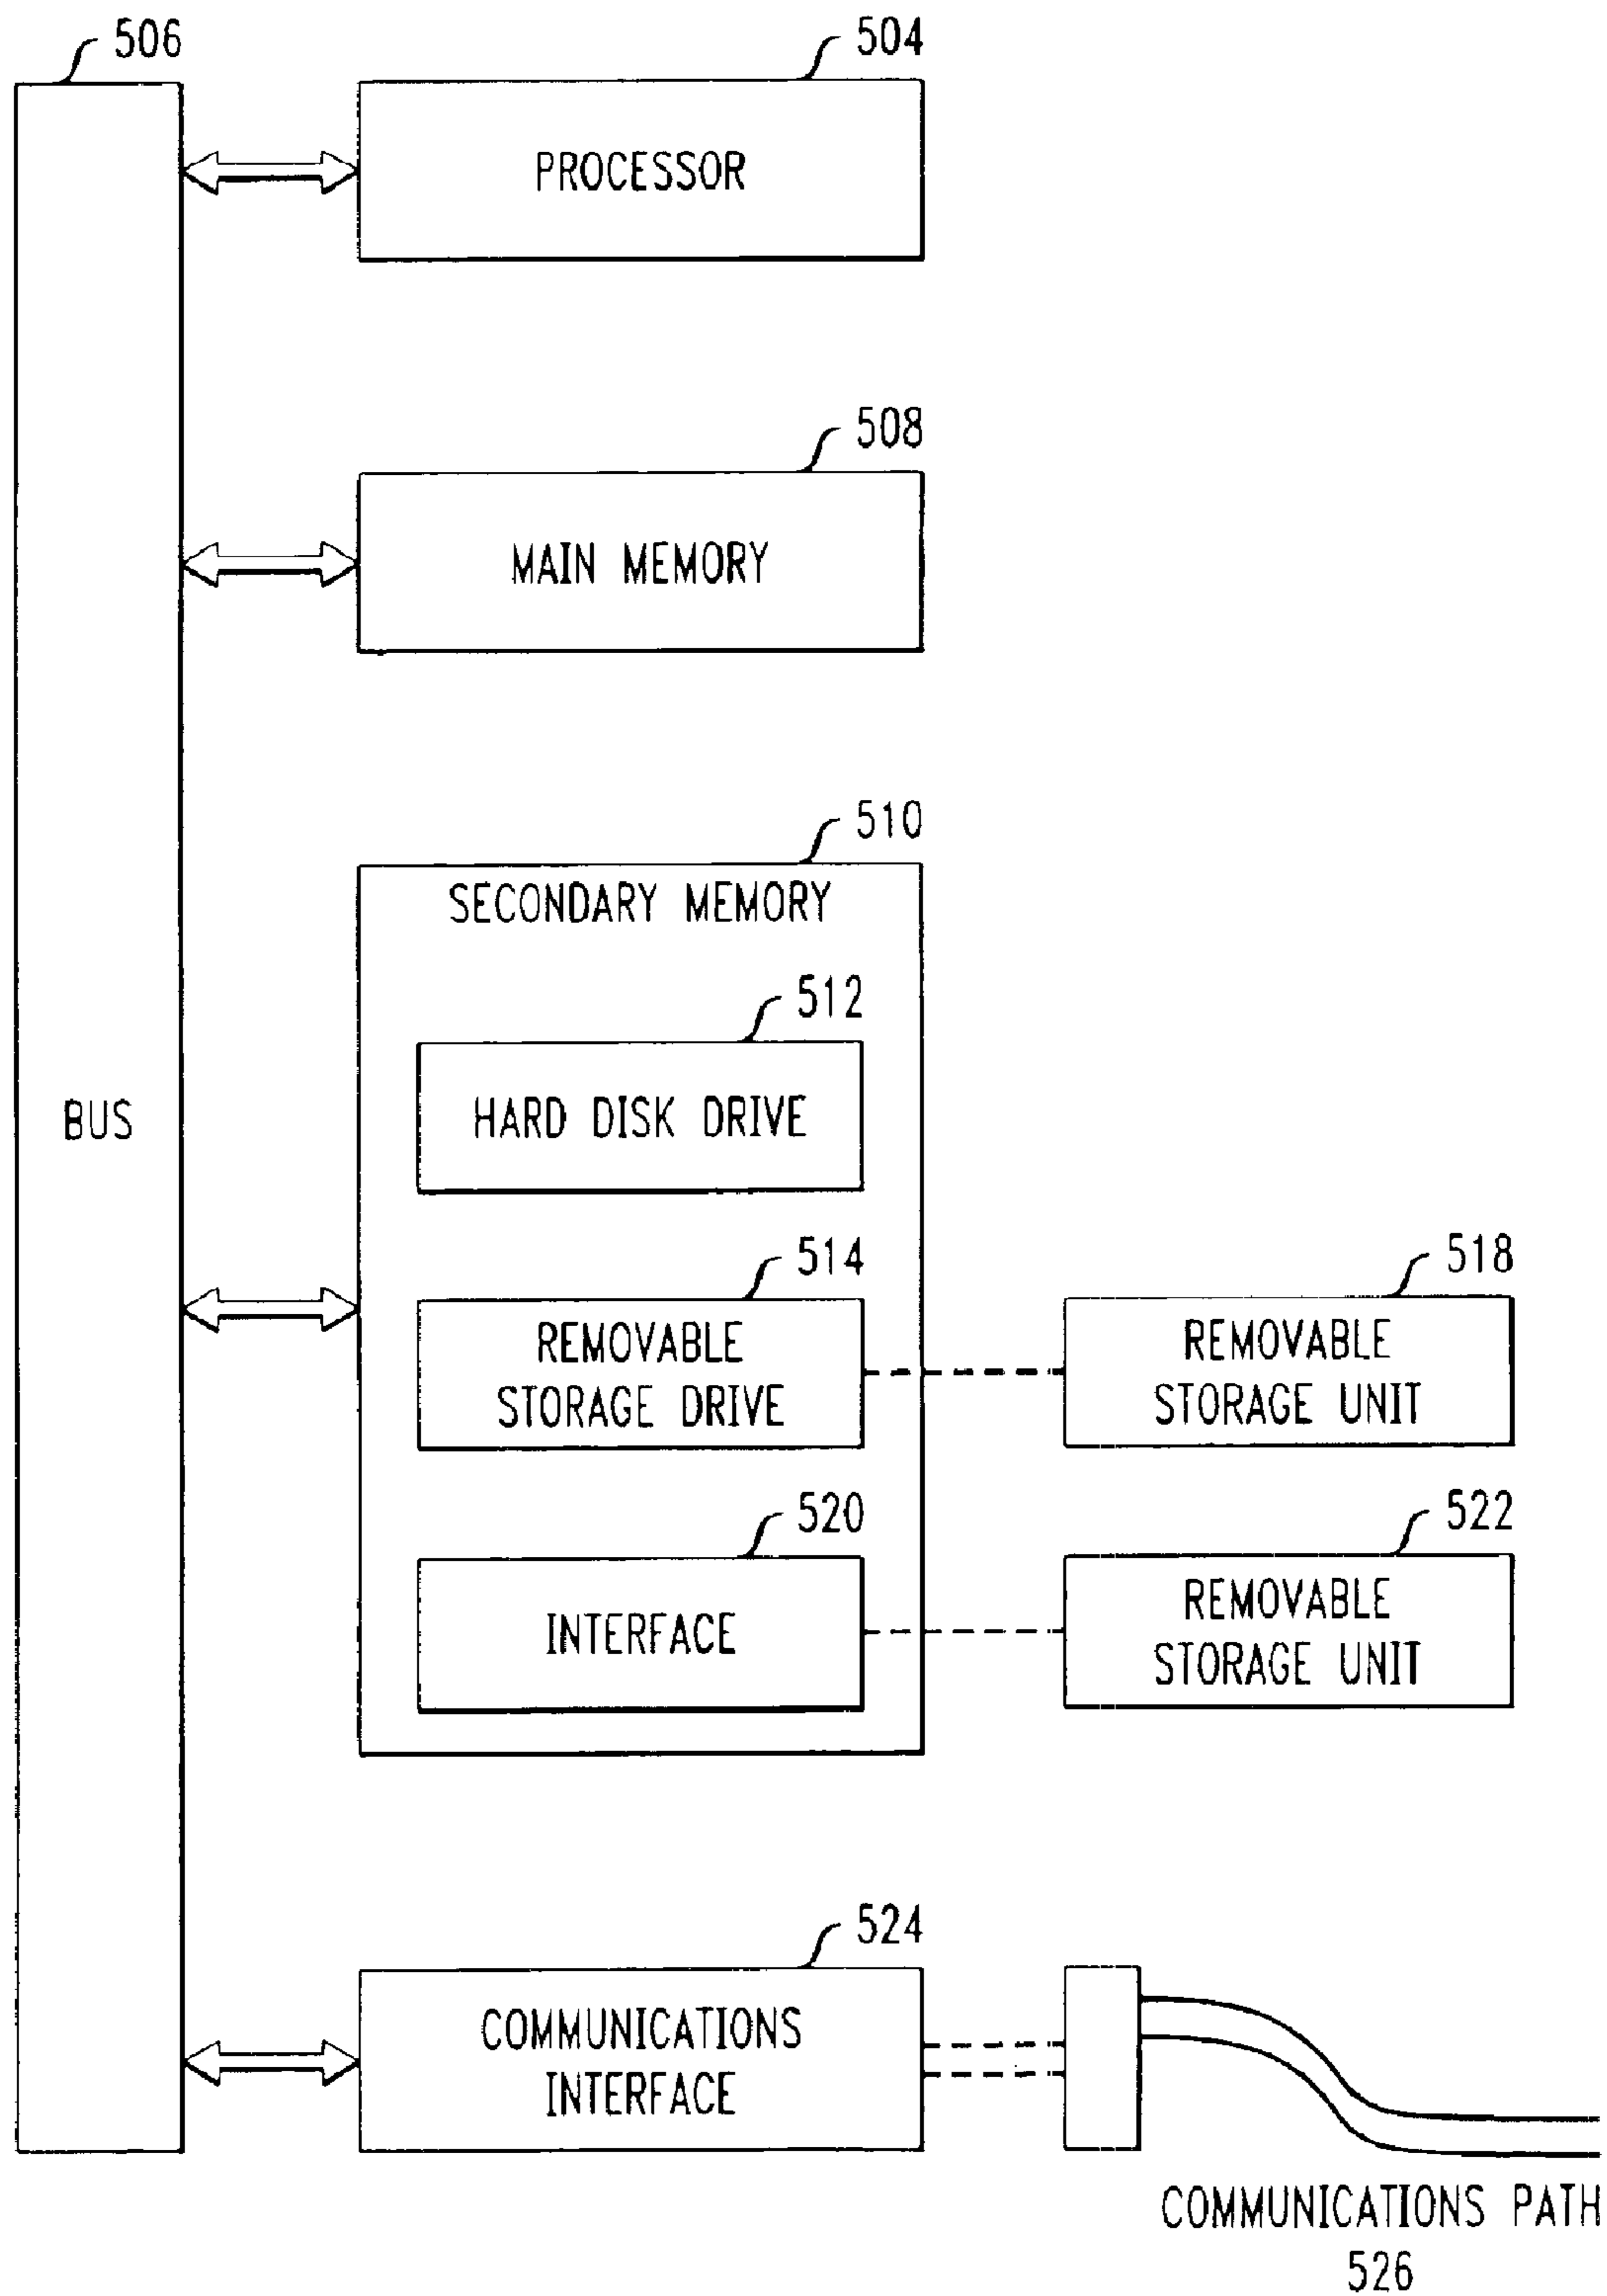 506
504
PROCESSOR
508
MAIN MEMORY
510
SECONDARY MEMORY
512
HARD DISK DRIVE
BUS
514
518
REMOVABLE
STORAGE DRIVE
REMOVABLE
STORAGE UNIT
520
522
INTERFACE
REMOVABLE
STORAGE UNIT
524
COMMUNICATIONS
INTERFACE
COMMUNICATIONS PATH
526